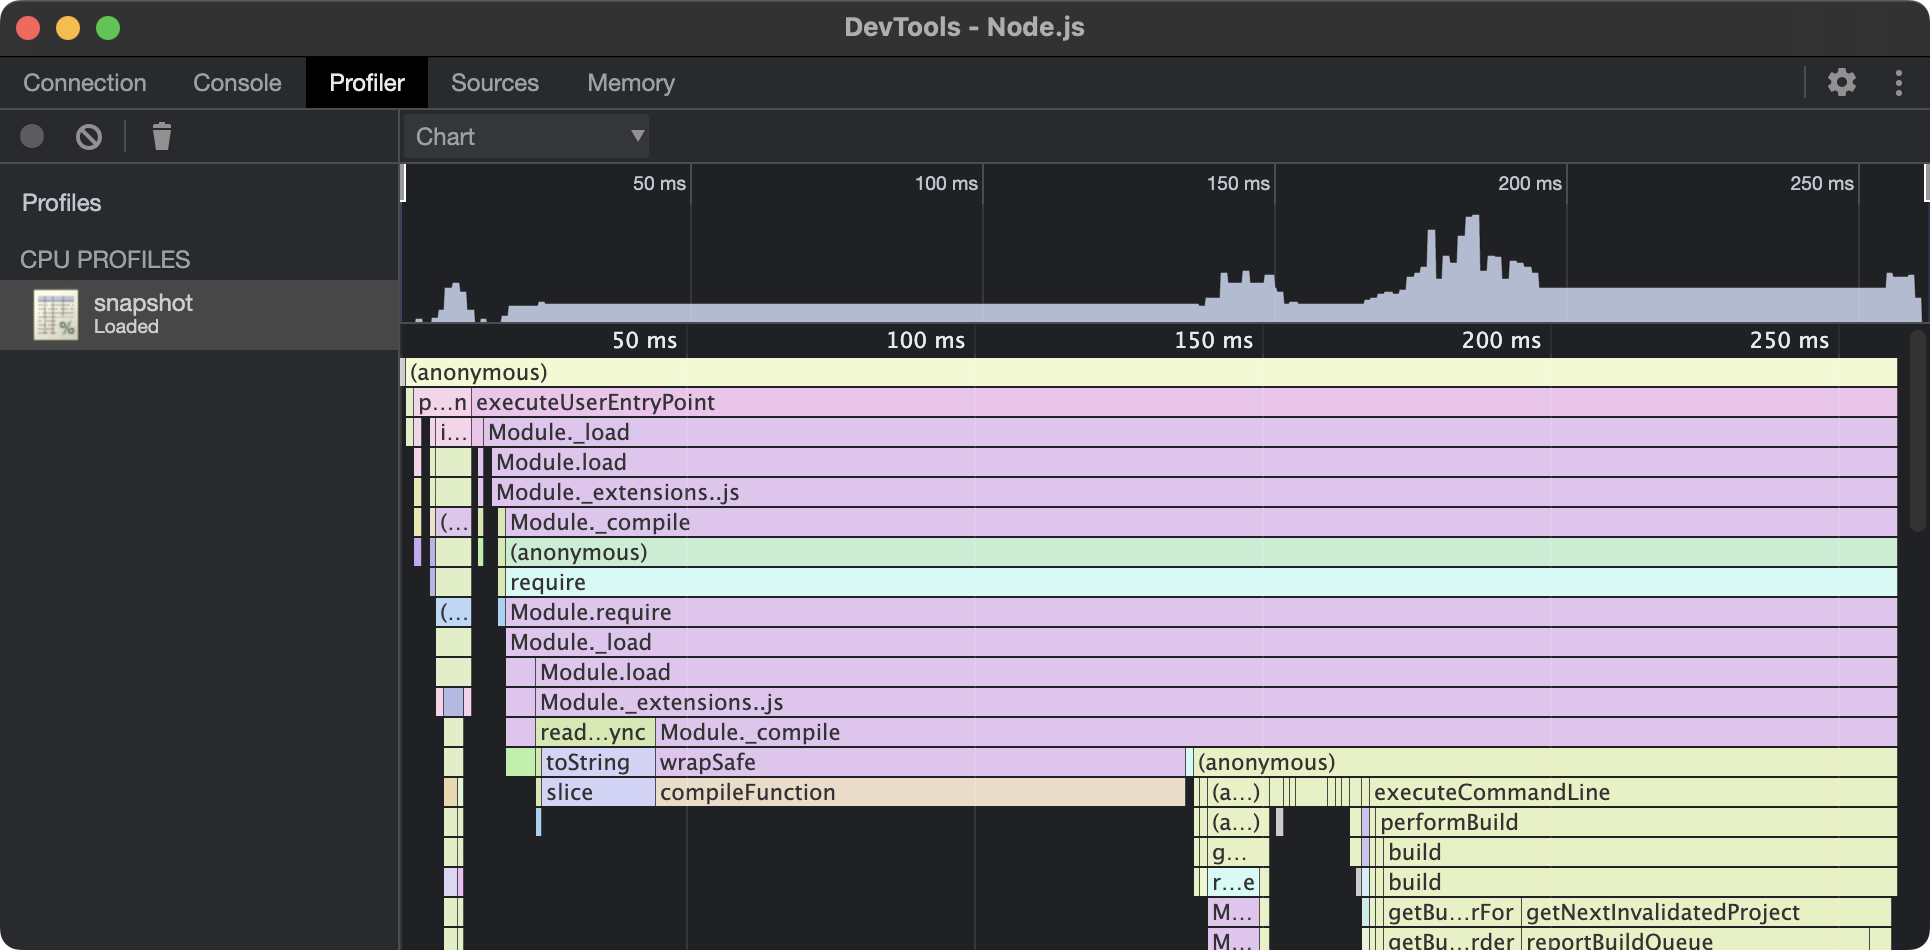 DevTools - Node.js
Connection Console Profiler Sources Memory
Chart ▼
Profiles
CPU PROFILES
snapshot
Loaded
50 ms 100 ms 150 ms 200 ms 250 ms
50 ms 100 ms 150 ms 200 ms 250 ms
(anonymous)
p…n executeUserEntryPoint
i… Module._load
Module.load
Module._extensions..js
(… Module._compile
(anonymous)
require
(… Module.require
Module._load
Module.load
Module._extensions..js
read…ync Module._compile
toString wrapSafe (anonymous)
slice compileFunction (a…) executeCommandLine
(a…) performBuild
g… build
r…e build
M… getBu…rFor getNextInvalidatedProject
M… getBu…rder reportBuildQueue